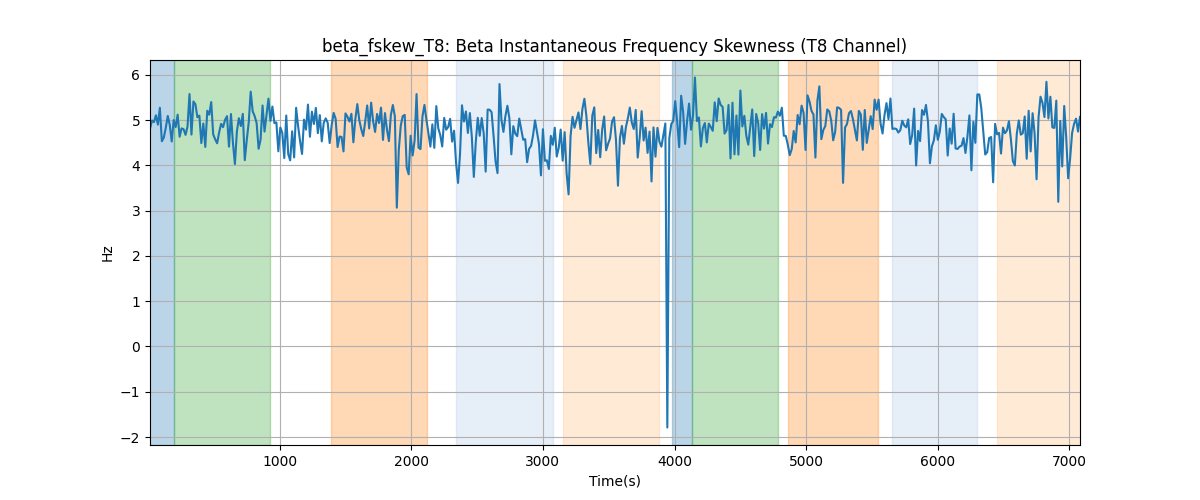 beta_fskew_T8: Beta Instantaneous Frequency Skewness (T8 Channel)
6
5
4
3
2
1
0
−1
−2
Hz
1000 2000 3000 4000 5000 6000 7000
Time(s)